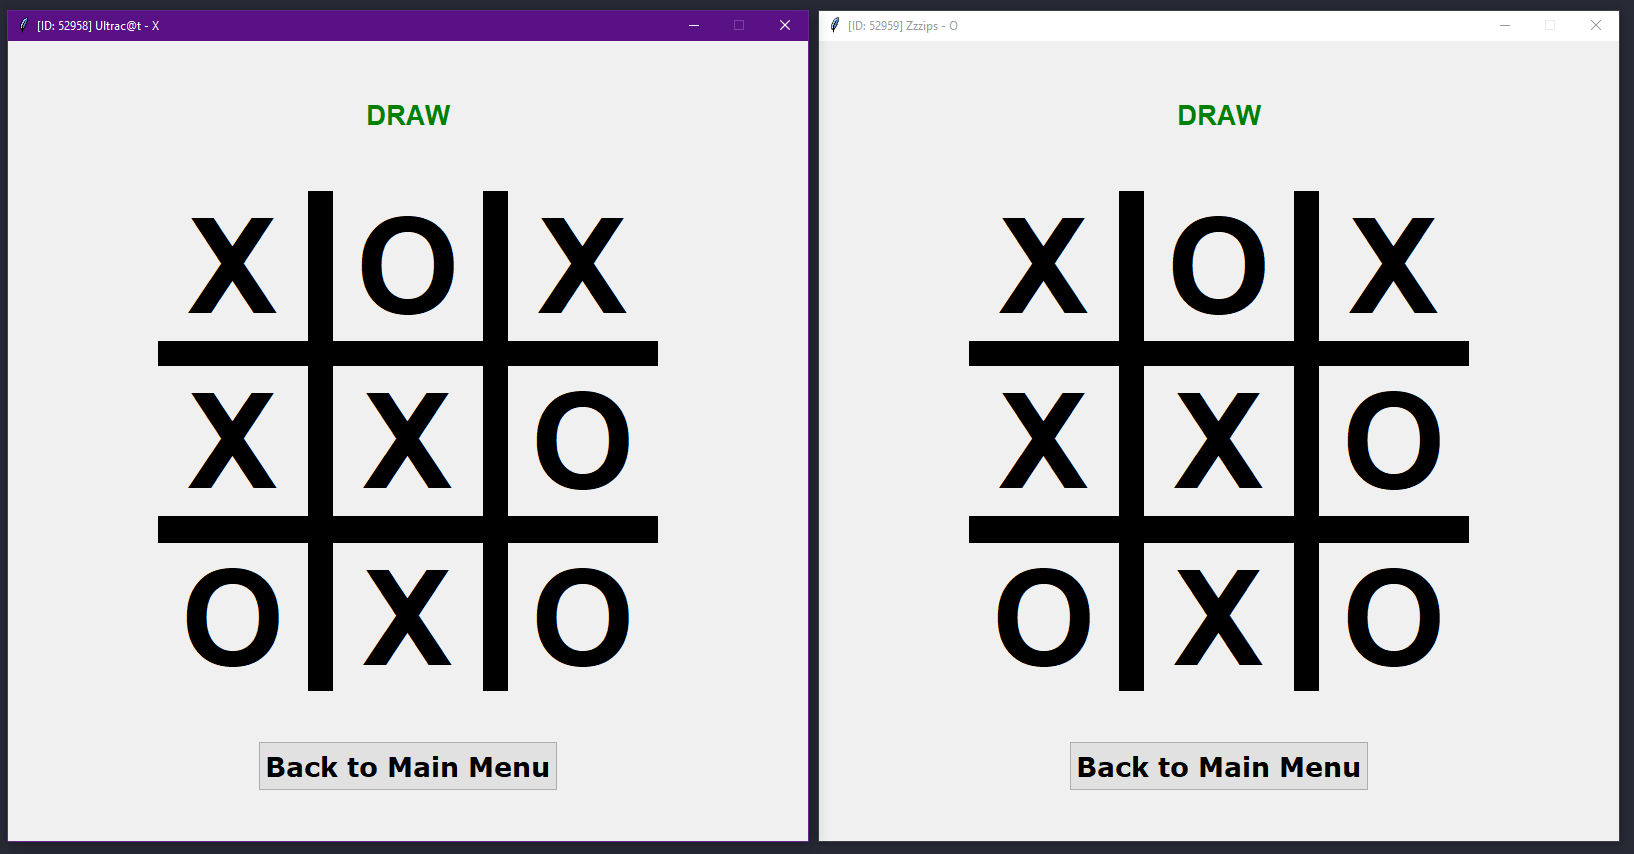 [ID: 52958] Ultrac@t - X
DRAW
X O X
X X O
O X O
Back to Main Menu
[ID: 52959] Zzzips - O
DRAW
X O X
X X O
O X O
Back to Main Menu